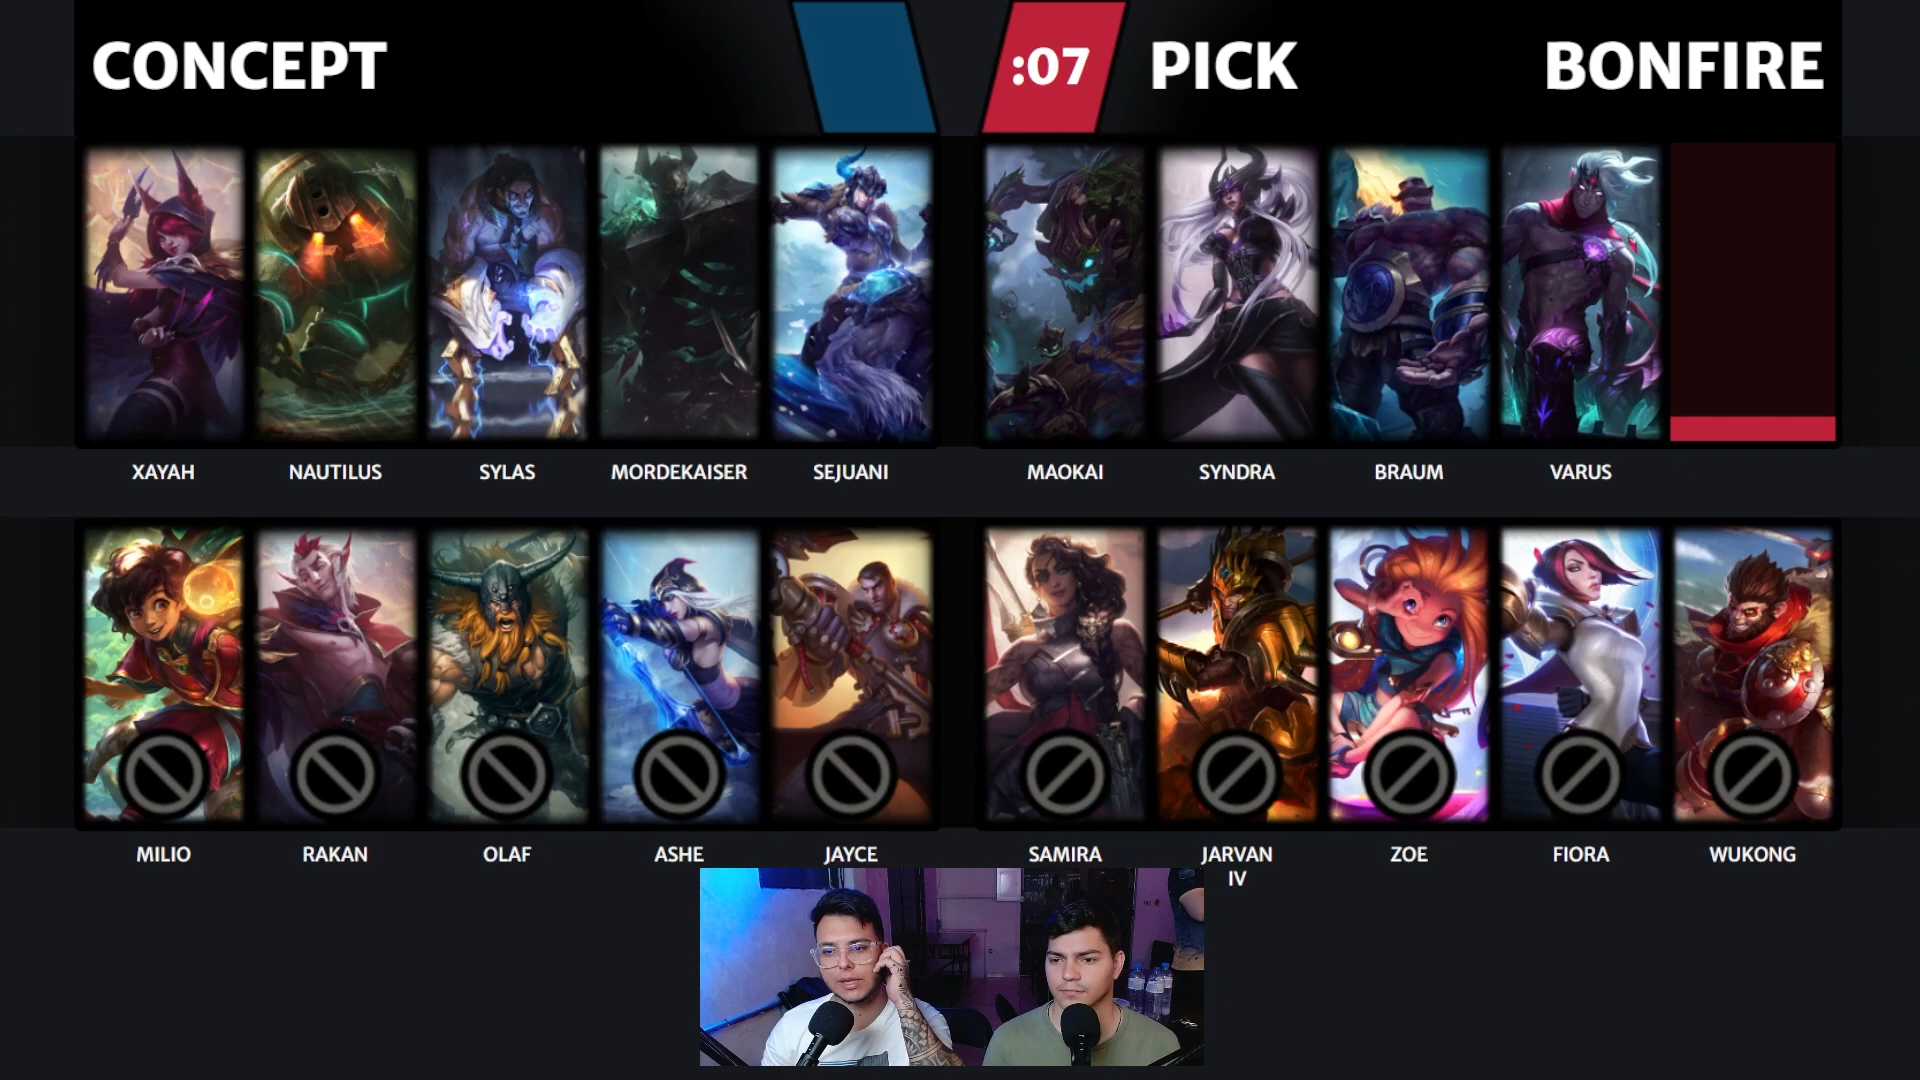 CONCEPT
:07 PICK
BONFIRE
XAYAH
NAUTILUS
SYLAS
MORDEKAISER
SEJUANI
MAOKAI
SYNDRA
BRAUM
VARUS
MILIO
RAKAN
OLAF
ASHE
JAYCE
SAMIRA
JARVAN
IV
ZOE
FIORA
WUKONG